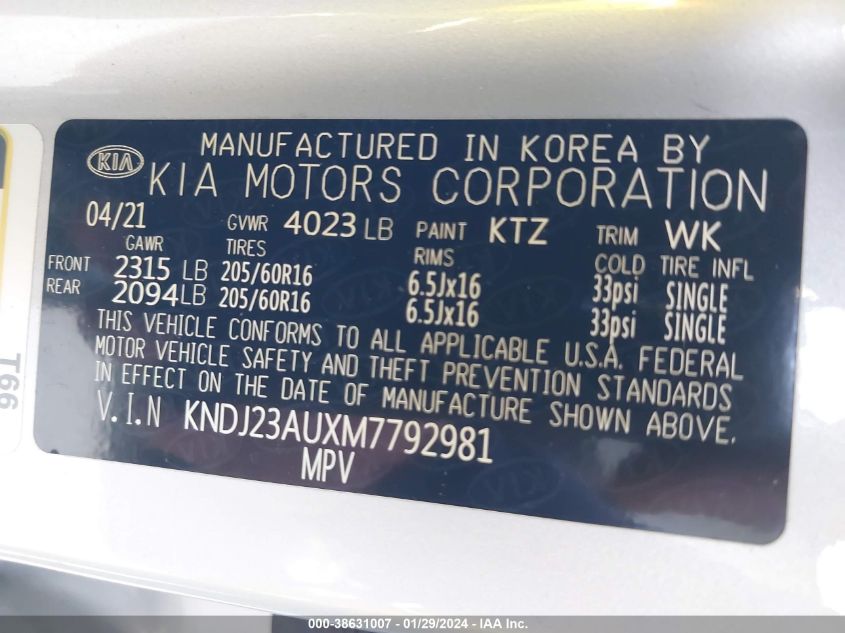 MANUFACTURED IN KOREA BY
KIA KIA MOTORS CORPORATION
04/21 GVWR 4023 LB PAINT KTZ TRIM WK
GAWR TIRES RIMS COLD TIRE INFL
FRONT 2315 LB 205/60R16 6.5Jx16 33psi SINGLE
REAR 2094LB 205/60R16 6.5Jx16 33psi SINGLE
THIS VEHICLE CONFORMS TO ALL APPLICABLE U.S.A. FEDERAL
MOTOR VEHICLE SAFETY AND THEFT PREVENTION STANDARDS
IN EFFECT ON THE DATE OF MANUFACTURE SHOWN ABOVE.
V.I.N KNDJ23AUXM7792981
MPV
T66
000-38631007 - 01/29/2024 - IAA Inc.